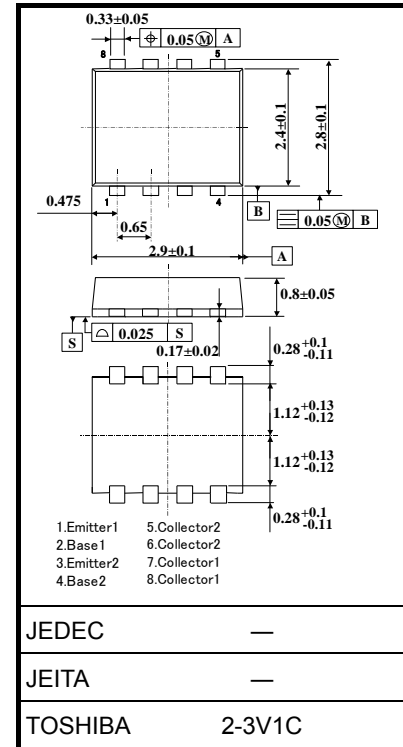 0.33±0.05
⌖ 0.05Ⓜ A
8 5
2.4±0.1
2.8±0.1
0.475
1 4
B
⌯ 0.05Ⓜ B
0.65
2.9±0.1
A
0.8±0.05
S
⌓ 0.025 S
0.17±0.02
0.28 +0.1 -0.11
1.12 +0.13 -0.12
1.12 +0.13 -0.12
0.28 +0.1 -0.11
1.Emitter1 5.Collector2
2.Base1 6.Collector2
3.Emitter2 7.Collector1
4.Base2 8.Collector1
JEDEC —
JEITA —
TOSHIBA 2-3V1C